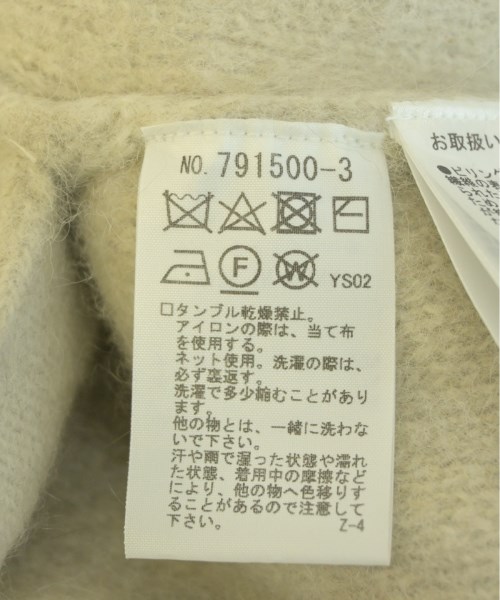 NO. 791500-3
F
W
YS02
□タンブル乾燥禁止。
アイロンの際は、当て布
を使用する。
ネット使用。洗濯の際は、
必ず裏返す。
洗濯で多少縮むことがあり
ます。
他の物とは、一緒に洗わな
いで下さい。
汗や雨で湿った状態や濡れ
た状態、着用中の摩擦など
により、他の物へ色移りす
ることがあるので注意して
下さい。
Z-4
お取扱い